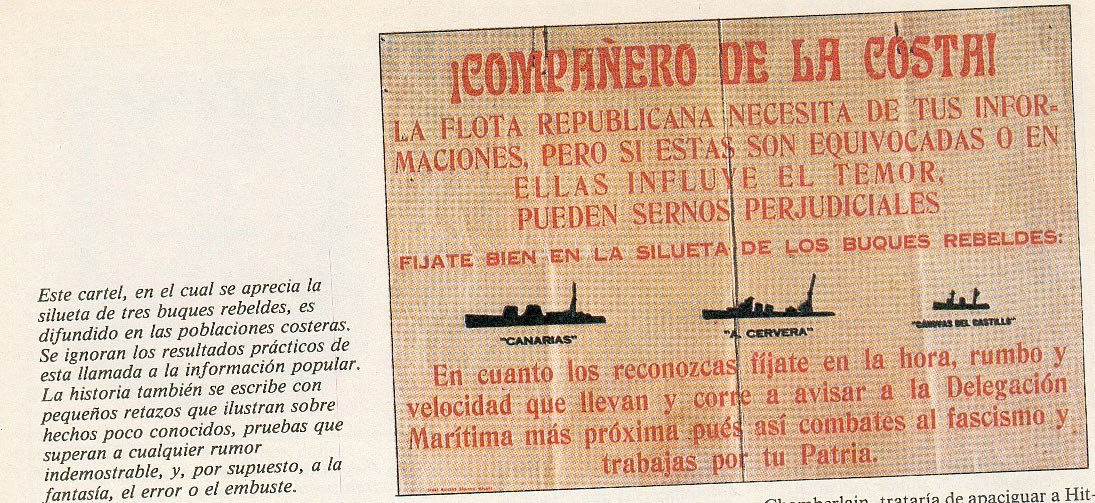 ¡COMPAÑERO DE LA COSTA!
LA FLOTA REPUBLICANA NECESITA DE TUS INFOR-
MACIONES, PERO SI ESTAS SON EQUIVOCADAS O EN
ELLAS INFLUYE EL TEMOR,
PUEDEN SERNOS PERJUDICIALES
FIJATE BIEN EN LA SILUETA DE LOS BUQUES REBELDES:
"CANARIAS"
"A. CERVERA"
"CANOVAS DEL CASTILLO"
En cuanto los reconozcas fíjate en la hora, rumbo y
velocidad que llevan y corre a avisar a la Delegación
Marítima más próxima pués así combates al fascismo y
trabajas por tu Patria.
Este cartel, en el cual se aprecia la
silueta de tres buques rebeldes, es
difundido en las poblaciones costeras.
Se ignoran los resultados prácticos de
esta llamada a la información popular.
La historia también se escribe con
pequeños retazos que ilustran sobre
hechos poco conocidos, pruebas que
superan a cualquier rumor
indemostrable, y, por supuesto, a la
fantasía, el error o el embuste.
Chamberlain, trataría de apaciguar a Hit-